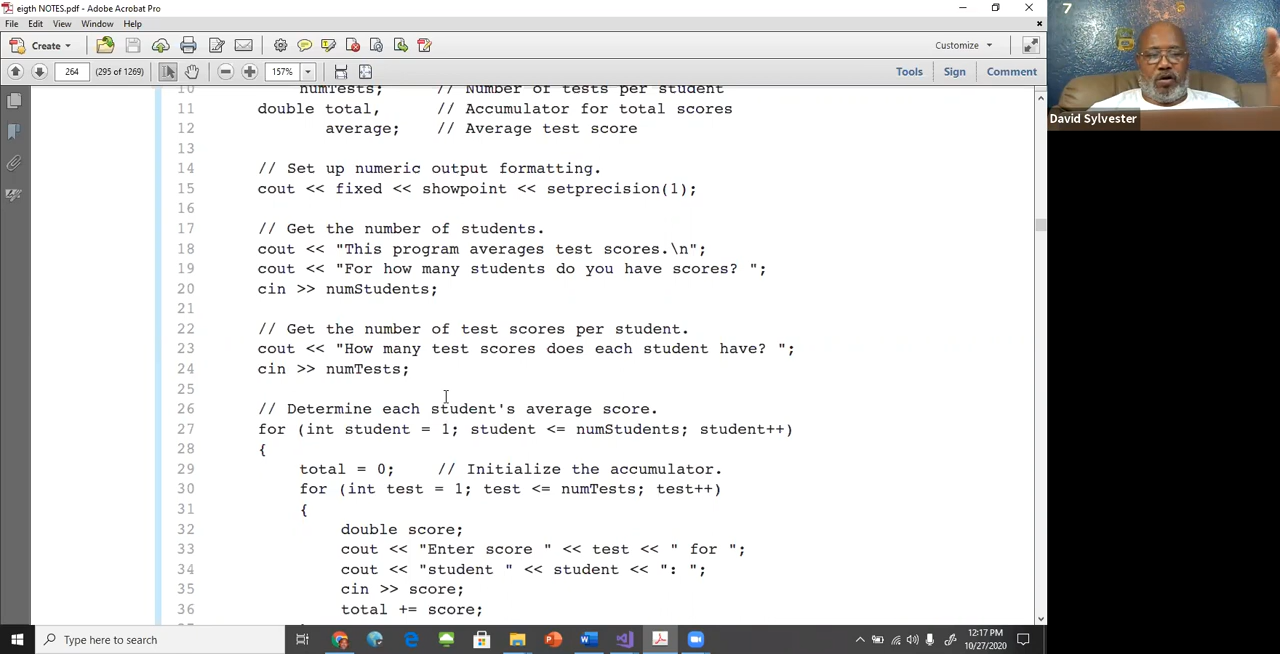 eigth NOTES.pdf - Adobe Acrobat Pro
File Edit View Window Help
Create Customize
264 (295 of 1269) 157% Tools Sign Comment
10 numTests; // Number of tests per student
11 double total, // Accumulator for total scores
12 average; // Average test score
13
14 // Set up numeric output formatting.
15 cout << fixed << showpoint << setprecision(1);
16
17 // Get the number of students.
18 cout << "This program averages test scores.\n";
19 cout << "For how many students do you have scores? ";
20 cin >> numStudents;
21
22 // Get the number of test scores per student.
23 cout << "How many test scores does each student have? ";
24 cin >> numTests;
25
26 // Determine each student's average score.
27 for (int student = 1; student <= numStudents; student++)
28 {
29 total = 0; // Initialize the accumulator.
30 for (int test = 1; test <= numTests; test++)
31 {
32 double score;
33 cout << "Enter score " << test << " for ";
34 cout << "student " << student << ": ";
35 cin >> score;
36 total += score;
David Sylvester
Type here to search
12:17 PM
10/27/2020